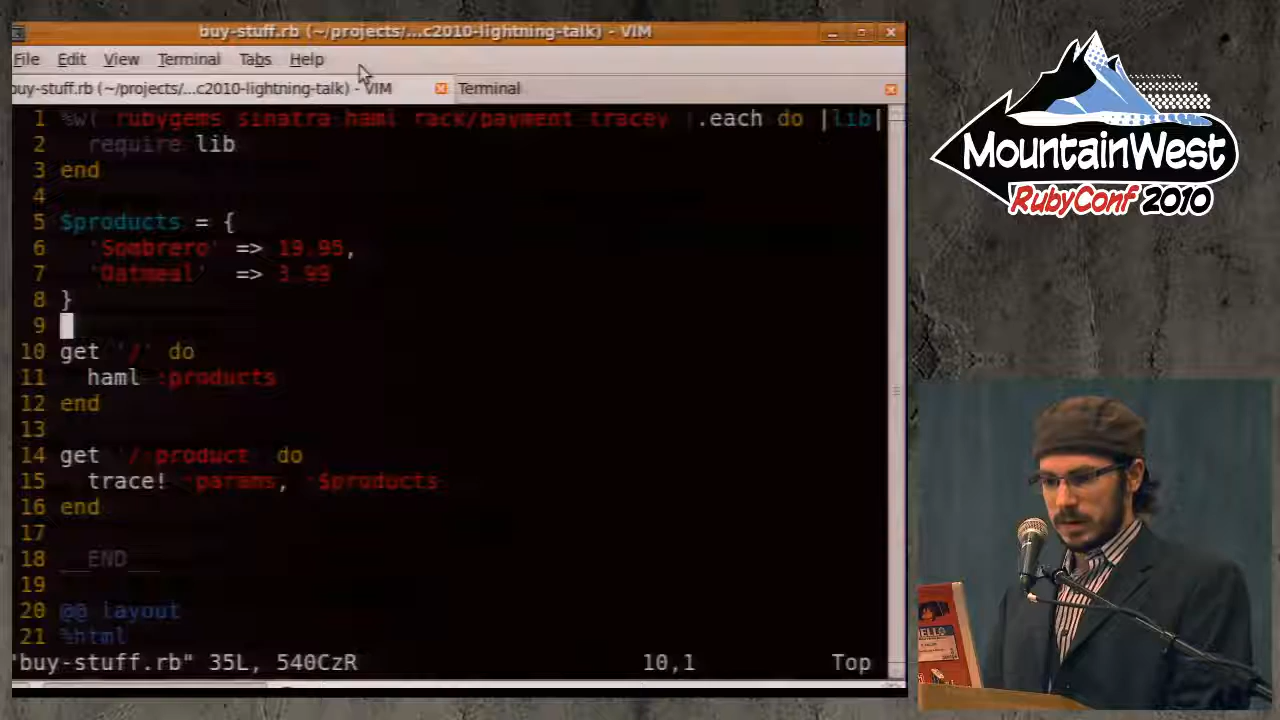 buy-stuff.rb (~/projects/...c2010-lightning-talk) - VIM
File Edit View Terminal Tabs Help
buy-stuff.rb (~/projects/...c2010-lightning-talk) - VIM Terminal
1 %w( rubygems sinatra haml rack/payment tracey ).each do |lib|
2 require lib
3 end
4
5 $products = {
6 'Sombrero' => 19.95,
7 'Oatmeal' => 3.99
8 }
9
10 get '/' do
11 haml :products
12 end
13
14 get '/:product' do
15 trace! :params, :$products
16 end
17
18 __END__
19
20 @@ layout
21 %html
"buy-stuff.rb" 35L, 540CzR 10,1 Top
MountainWest
RubyConf 2010
HELLO